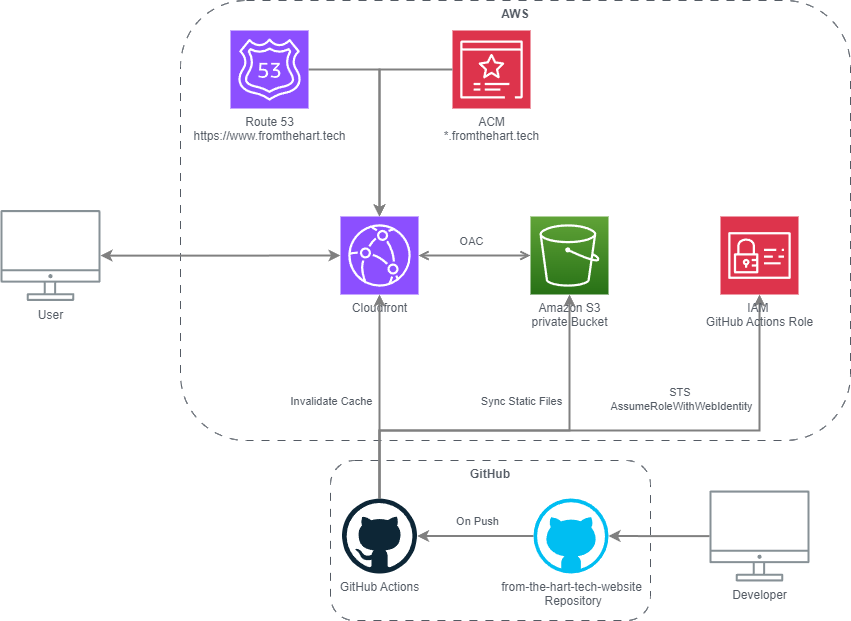 AWS
53
Route 53
https://www.fromthehart.tech
ACM
*.fromthehart.tech
OAC
User
Cloudfront
Amazon S3
private Bucket
IAM
GitHub Actions Role
Invalidate Cache
Sync Static Files
STS
AssumeRoleWithWebIdentity
GitHub
On Push
GitHub Actions
from-the-hart-tech-website
Repository
Developer